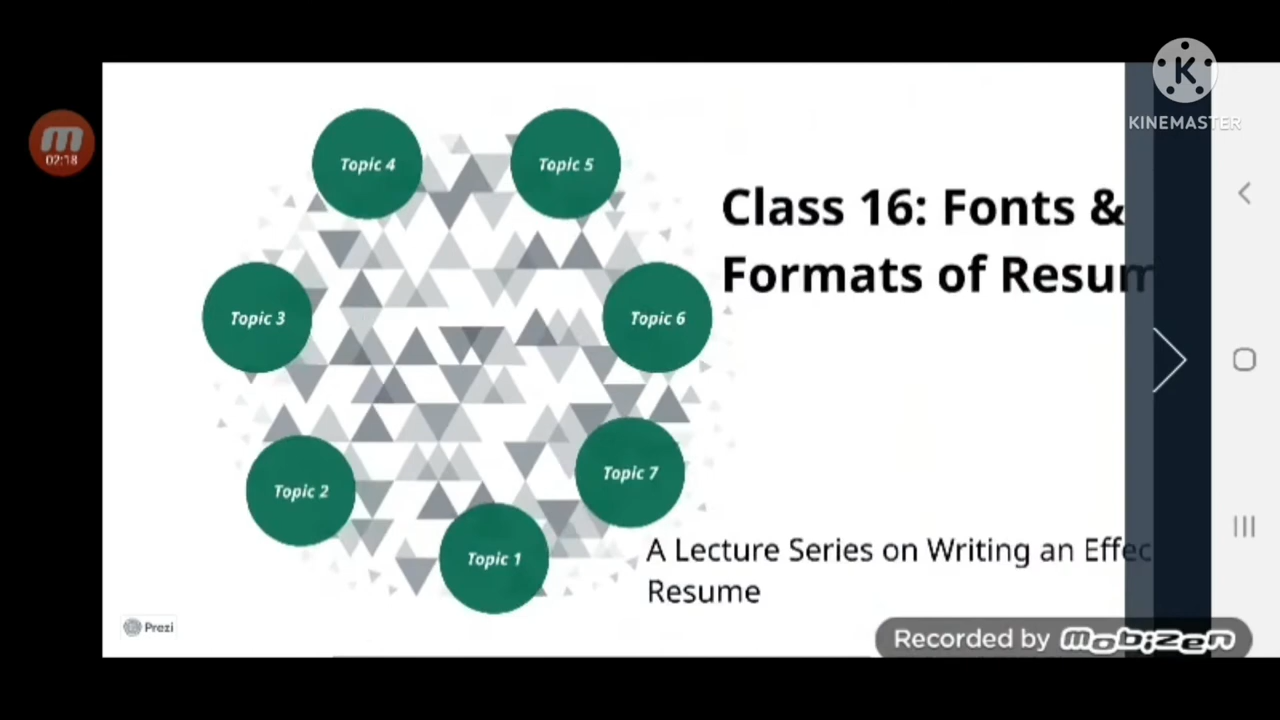 KINEMASTER
02:18
Topic 4
Topic 5
Class 16: Fonts &
Formats of Resum
Topic 3
Topic 6
Topic 2
Topic 7
Topic 1
A Lecture Series on Writing an Effec
Resume
Prezi
Recorded by mobizen